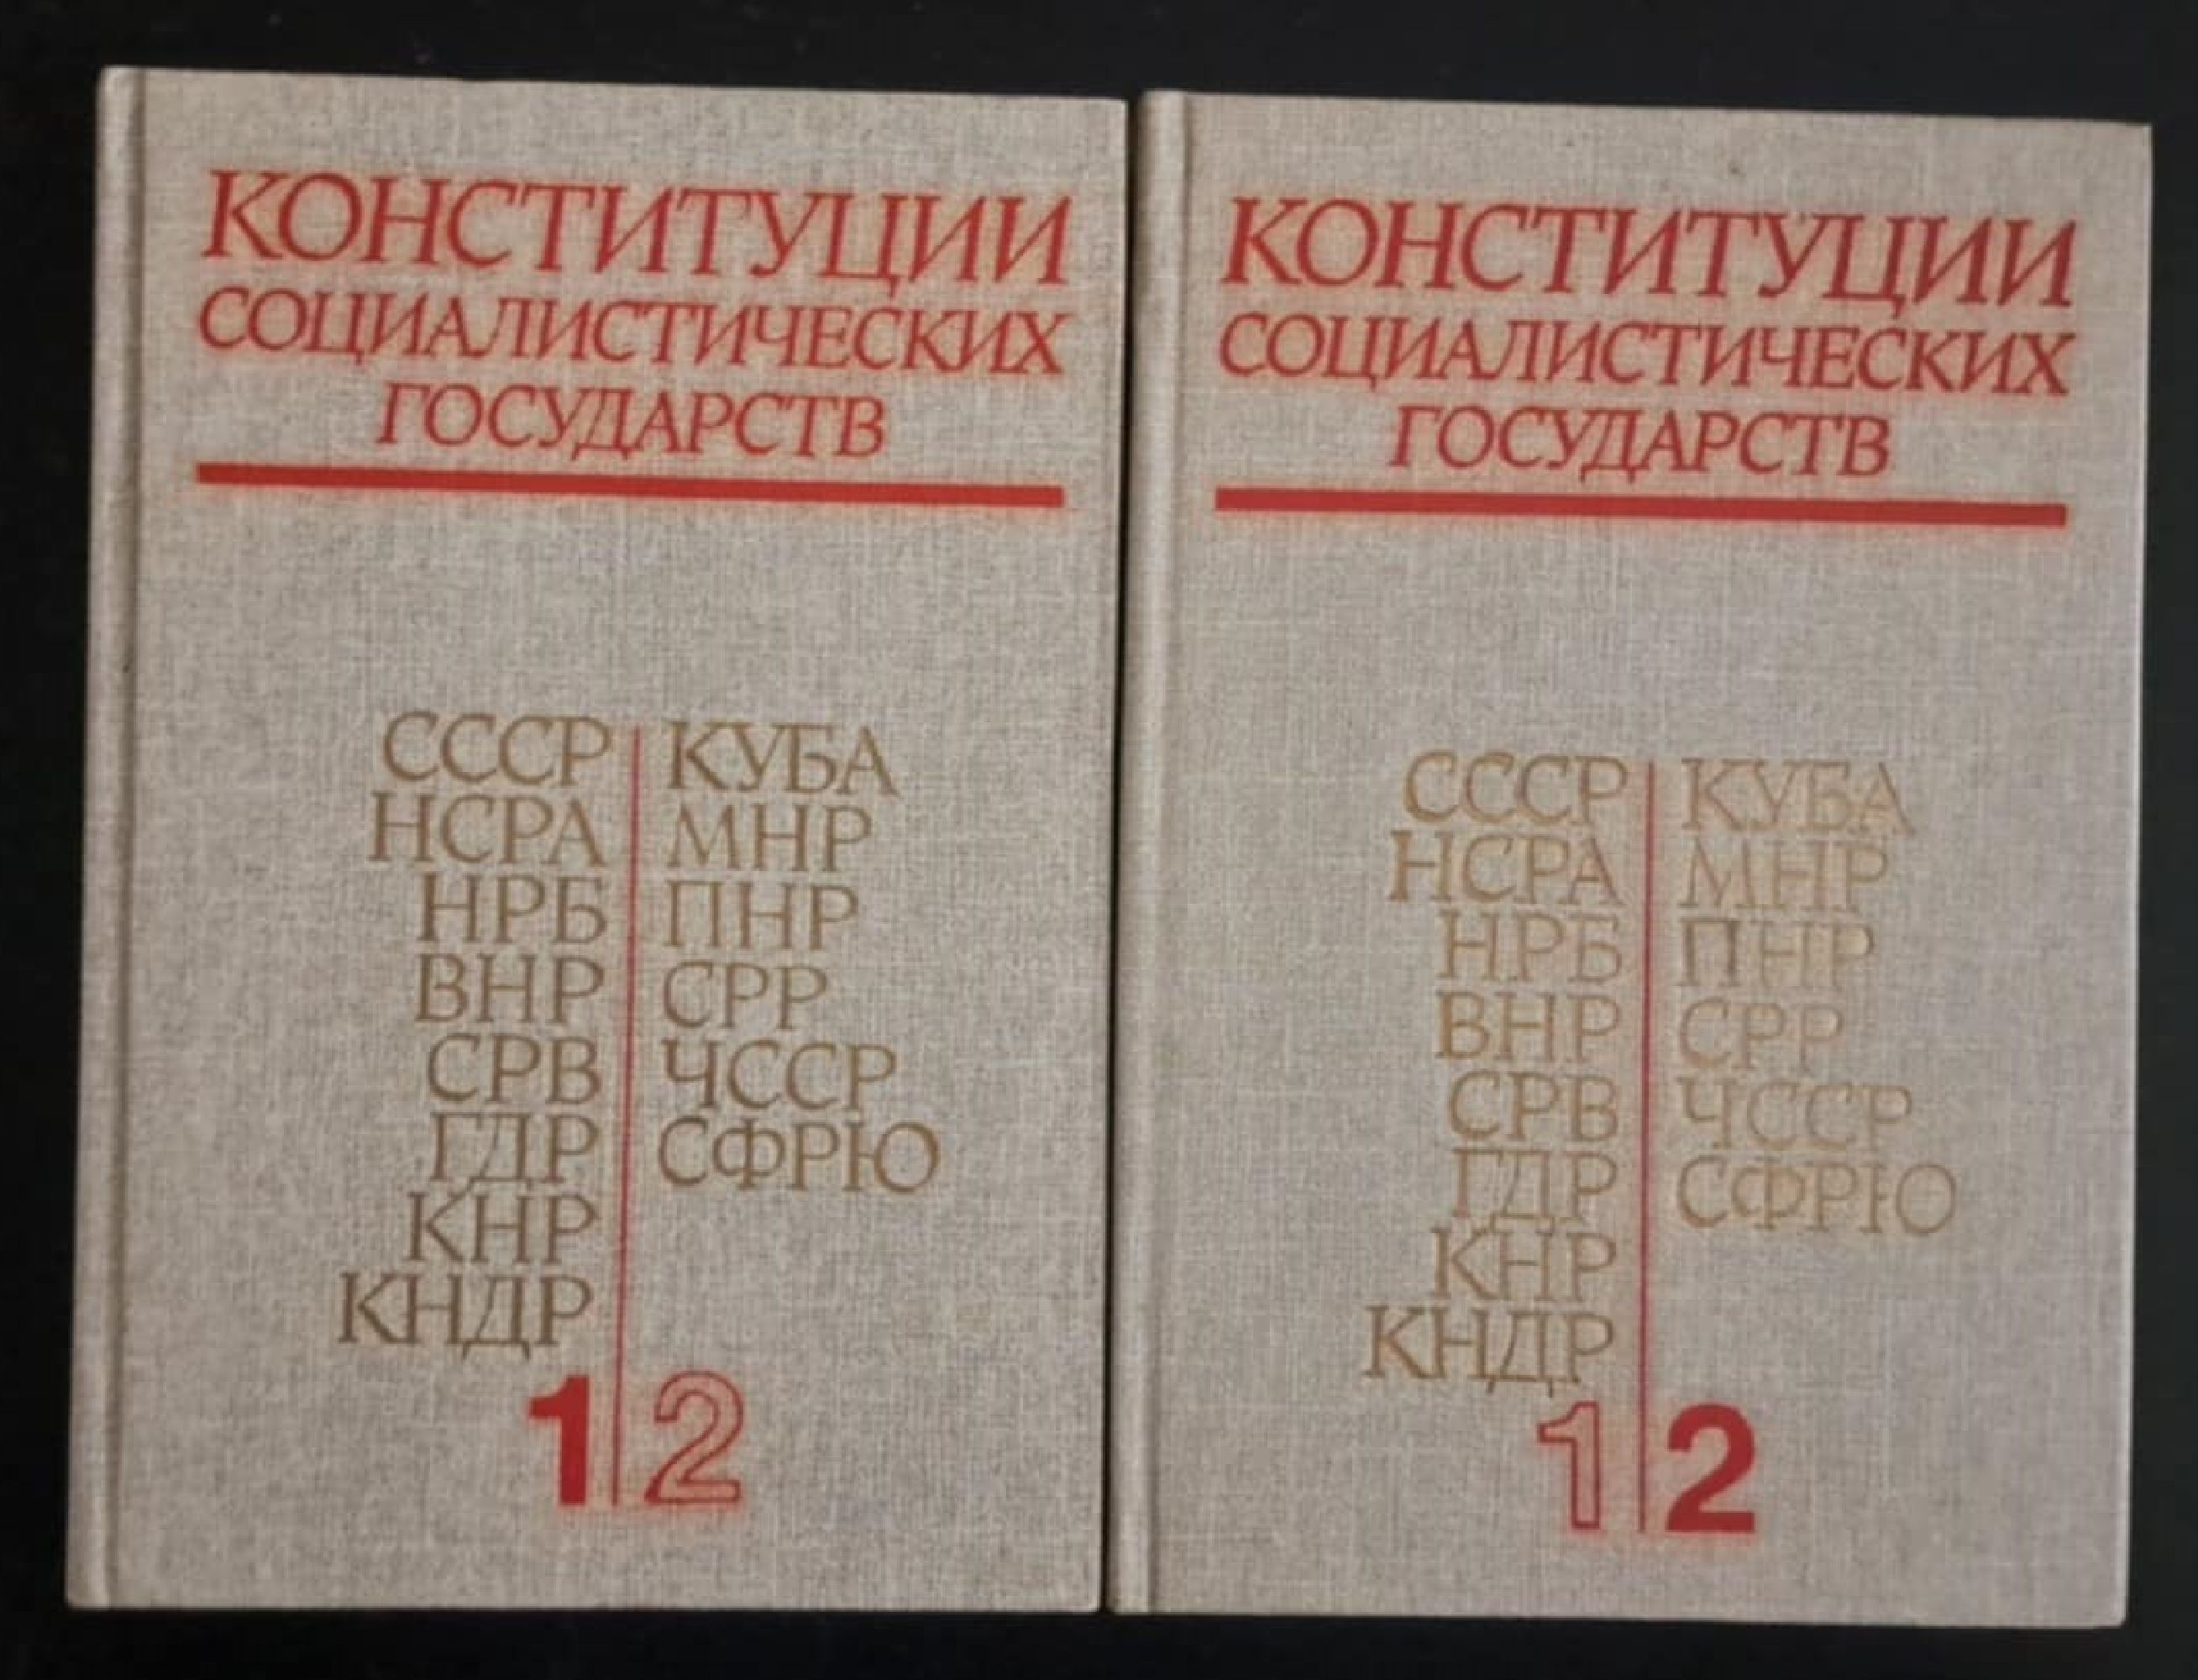 КОНСТИТУЦИИ
СОЦИАЛИСТИЧЕСКИХ
ГОСУДАРСТВ
СССР
НСРА
НРБ
ВНР
СРВ
ГДР
КНР
КНДР
КУБА
МНР
ПНР
СРР
ЧССР
СФРЮ
1 2
КОНСТИТУЦИИ
СОЦИАЛИСТИЧЕСКИХ
ГОСУДАРСТВ
СССР
НСРА
НРБ
ВНР
СРВ
ГДР
КНР
КНДР
КУБА
МНР
ПНР
СРР
ЧССР
СФРЮ
1 2